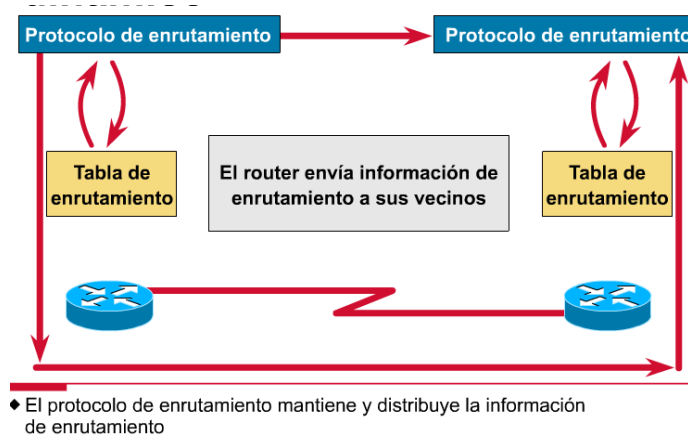 Protocolo de enrutamiento
Protocolo de enrutamiento
Tabla de
enrutamiento
El router envía información de
enrutamiento a sus vecinos
Tabla de
enrutamiento
El protocolo de enrutamiento mantiene y distribuye la información
de enrutamiento